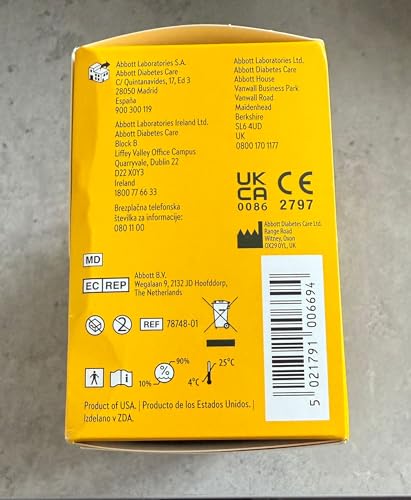 Abbott Laboratories S.A.
Abbott Diabetes Care
C/ Quintanavides, 17, Ed 3
28050 Madrid
España
900 300 119
Abbott Laboratories Ireland Ltd.
Abbott Diabetes Care
Block B
Liffey Valley Office Campus
Quarryvale, Dublin 22
D22 X0Y3
Ireland
1800 77 66 33
Brezplačna telefonska
številka za informacije:
080 11 00
Abbott Laboratories Ltd.
Abbott Diabetes Care
Abbott House
Vanwall Business Park
Vanwall Road
Maidenhead
Berkshire
SL6 4UD
UK
0800 170 1177
UK
CA
0086
CE
2797
Abbott Diabetes Care Ltd.
Range Road
Witney, Oxon
OX29 0YL, UK
MD
EC REP
Abbott B.V.
Wegalaan 9, 2132 JD Hoofddorp,
The Netherlands
2
REF 78748-01
10%
%
90%
4°C
25°C
Product of USA. | Producto de los Estados Unidos. |
Izdelano v ZDA.
5 021791 006694